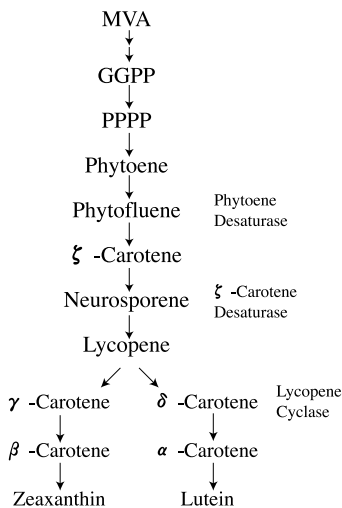 MVA
GGPP
PPPP
Phytoene
Phytofluene
Phytoene
Desaturase
ζ -Carotene
Neurosporene
ζ -Carotene
Desaturase
Lycopene
γ -Carotene
δ -Carotene
Lycopene
Cyclase
β -Carotene
α -Carotene
Zeaxanthin
Lutein